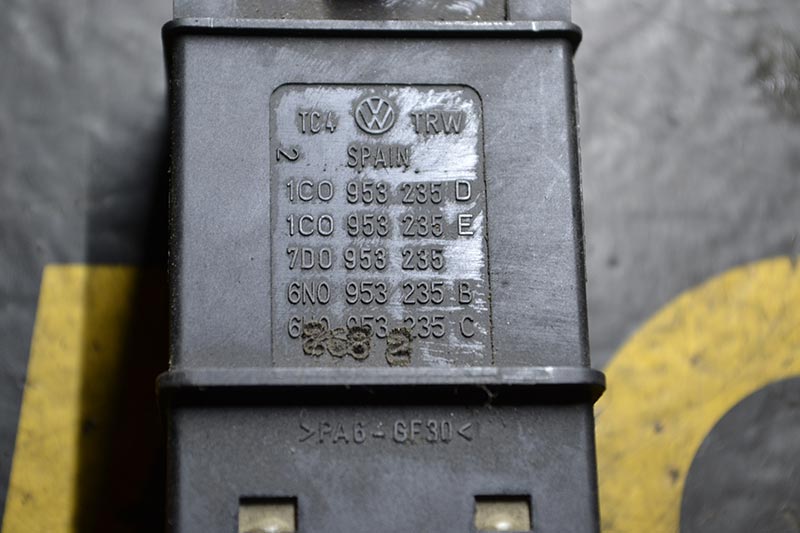 TC4 VW TRW
2 SPAIN
1C0 953 235 D
1C0 953 235 E
7D0 953 235
6N0 953 235 B
953 235 C
>PA6-GF30<